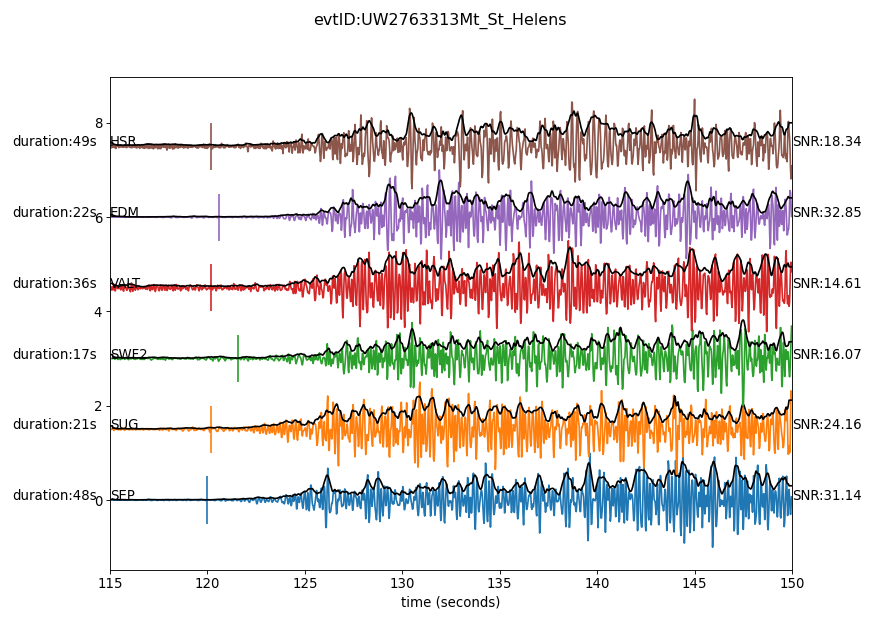 evtID:UW2763313Mt_St_Helens
8
duration:49s HSR SNR:18.34
duration:22s EDM SNR:32.85
6
duration:36s VALT SNR:14.61
4
duration:17s SWF2 SNR:16.07
2
duration:21s SUG SNR:24.16
duration:48s SEP SNR:31.14
0
115 120 125 130 135 140 145 150
time (seconds)